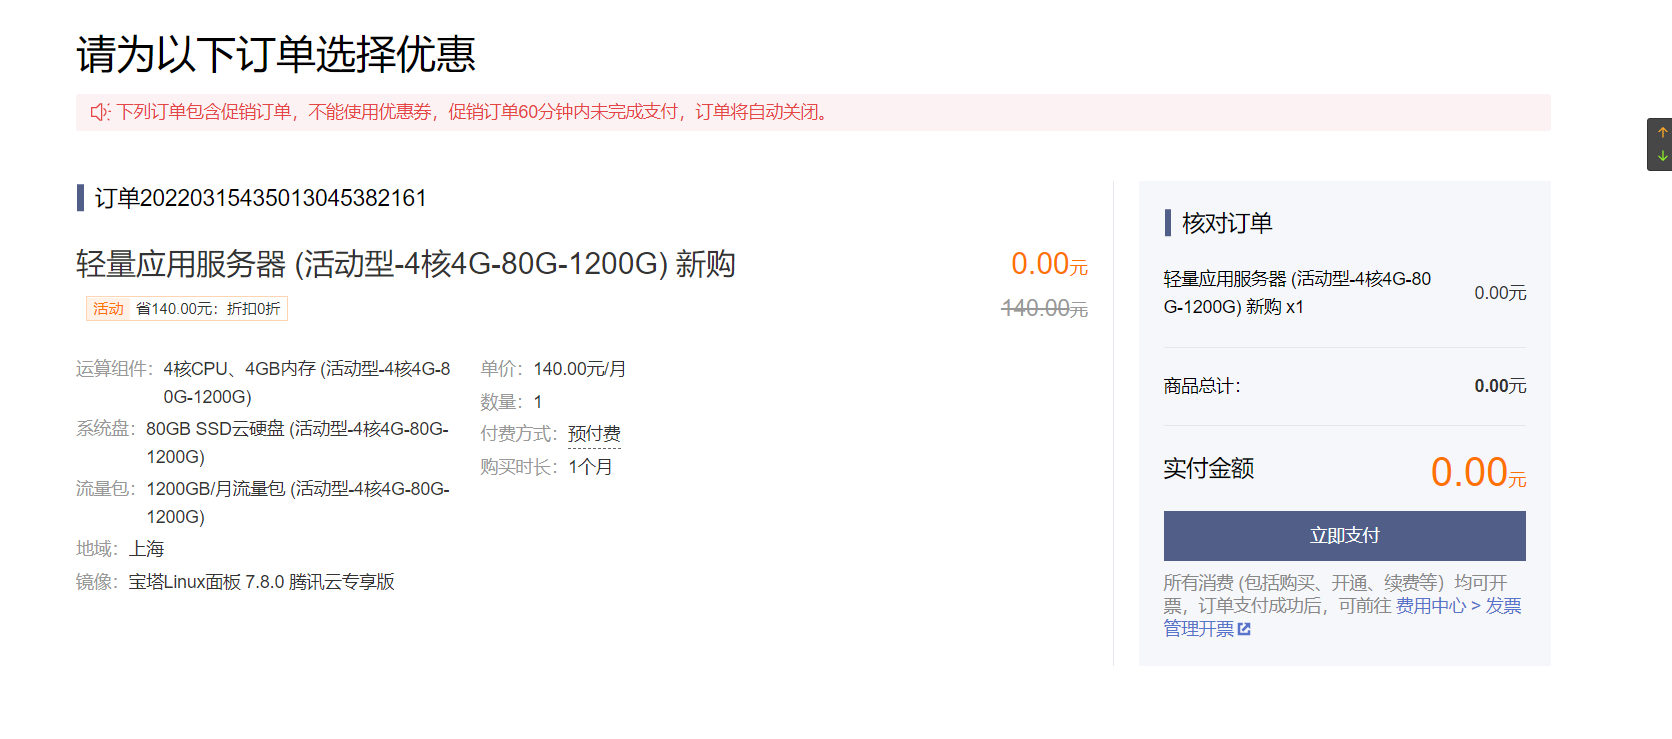 请为以下订单选择优惠
下列订单包含促销订单，不能使用优惠券，促销订单60分钟内未完成支付，订单将自动关闭。
订单20220315435013045382161
轻量应用服务器 (活动型-4核4G-80G-1200G) 新购
0.00元
活动 省140.00元：折扣0折
140.00元
运算组件：4核CPU、4GB内存 (活动型-4核4G-8
0G-1200G)
系统盘：80GB SSD云硬盘 (活动型-4核4G-80G-
1200G)
流量包：1200GB/月流量包 (活动型-4核4G-80G-
1200G)
地域：上海
镜像：宝塔Linux面板 7.8.0 腾讯云专享版
单价：140.00元/月
数量：1
付费方式：预付费
购买时长：1个月
核对订单
轻量应用服务器 (活动型-4核4G-80
G-1200G) 新购 x1
0.00元
商品总计：
0.00元
实付金额
0.00元
立即支付
所有消费 (包括购买、开通、续费等）均可开
票，订单支付成功后，可前往 费用中心 > 发票
管理开票